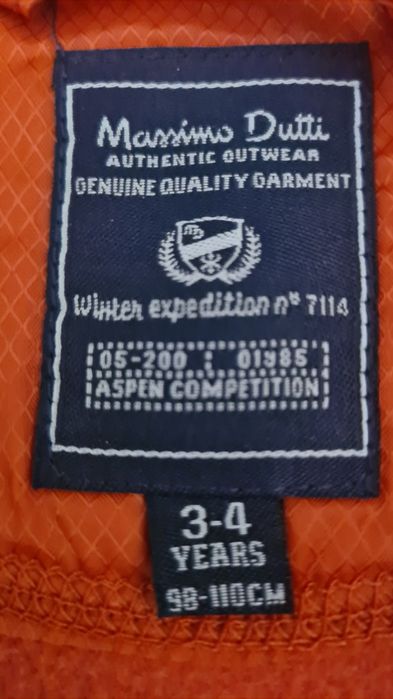 Massimo Dutti
AUTHENTIC OUTWEAR
GENUINE QUALITY GARMENT
MD
Winter expedition nº 7114
05-200 : 01985
ASPEN COMPETITION
3-4
YEARS
98-110CM